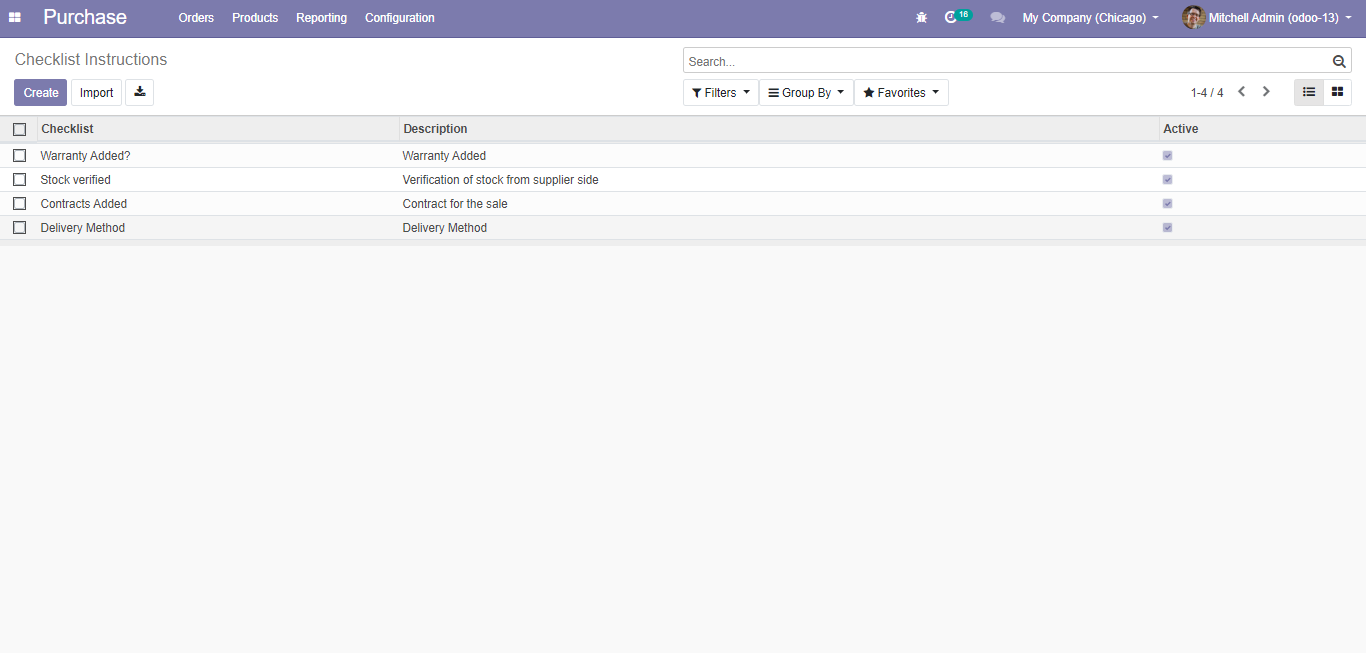 Purchase Orders Products Reporting Configuration 16 My Company (Chicago) Mitchell Admin (odoo-13)
Checklist Instructions
Search...
Create Import Filters Group By Favorites 1-4 / 4
Checklist Description Active
Warranty Added? Warranty Added
Stock verified Verification of stock from supplier side
Contracts Added Contract for the sale
Delivery Method Delivery Method